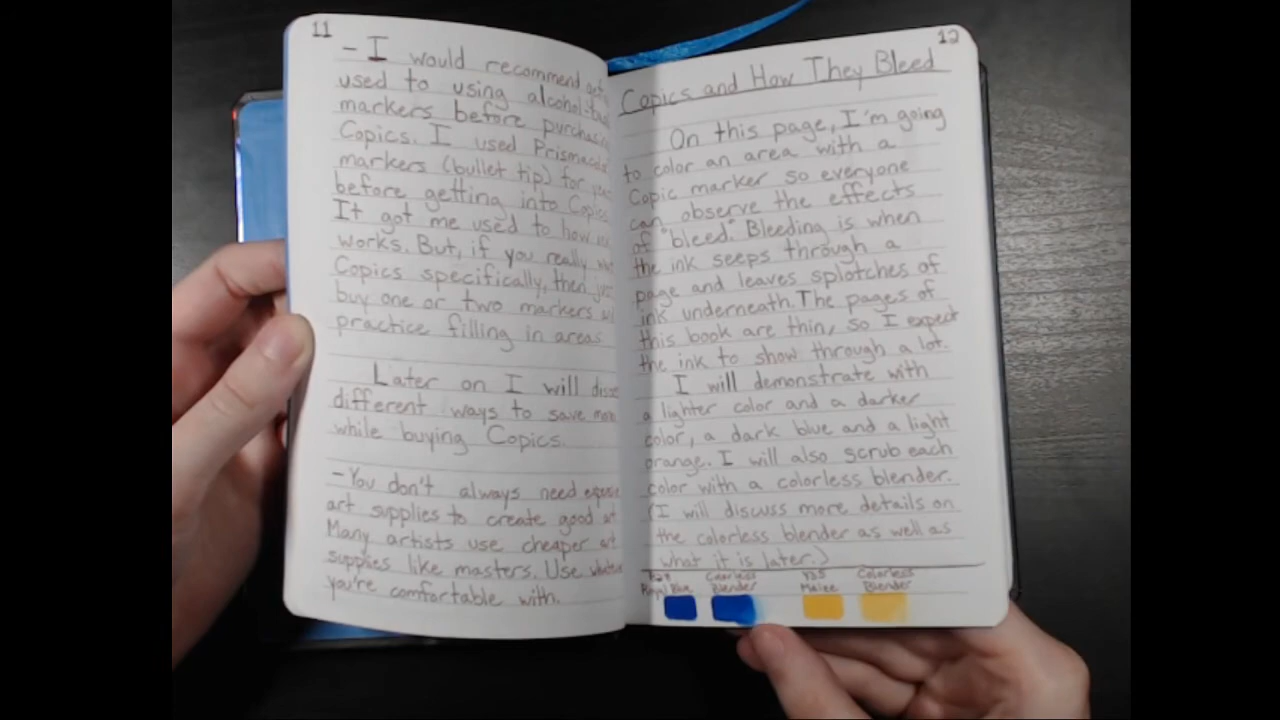 11
- I would recommend
used to using alcohol-
markers before
Copics. I used
markers (bullet tip) for
before getting into Copics
It got me used to how
works. But, if you really
Copics specifically, then
buy one or two markers
practice filling in areas
Later on I will
different ways to save
while buying Copics.
- You don't always need
art supplies to create good art
Many artists use cheaper art
supplies like masters. Use
you're comfortable with.
12
Copics and How They Bleed
On this page, I'm going
to color an area with a
Copic marker so everyone
can observe the effects
of "bleed." Bleeding is when
the ink seeps through a
page and leaves splotches of
ink underneath. The pages of
this book are thin, so I expect
the ink to show through a lot.
I will demonstrate with
a lighter color and a darker
color, a dark blue and a light
orange. I will also scrub each
color with a colorless blender.
(I will discuss more details on
the colorless blender as well as
what it is later.)
Colorless Colorless
Royal Blue Blender Maize Blender